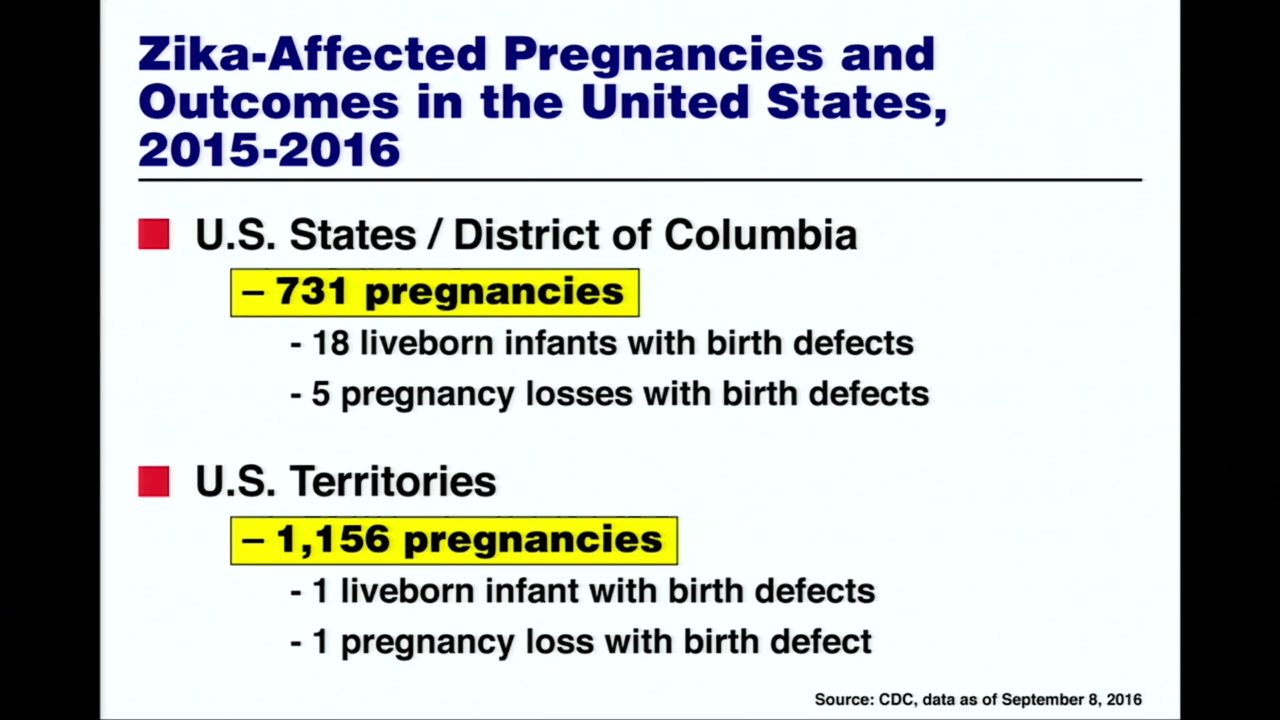 Zika-Affected Pregnancies and
Outcomes in the United States,
2015-2016
U.S. States / District of Columbia
– 731 pregnancies
- 18 liveborn infants with birth defects
- 5 pregnancy losses with birth defects
U.S. Territories
– 1,156 pregnancies
- 1 liveborn infant with birth defects
- 1 pregnancy loss with birth defect
Source: CDC, data as of September 8, 2016